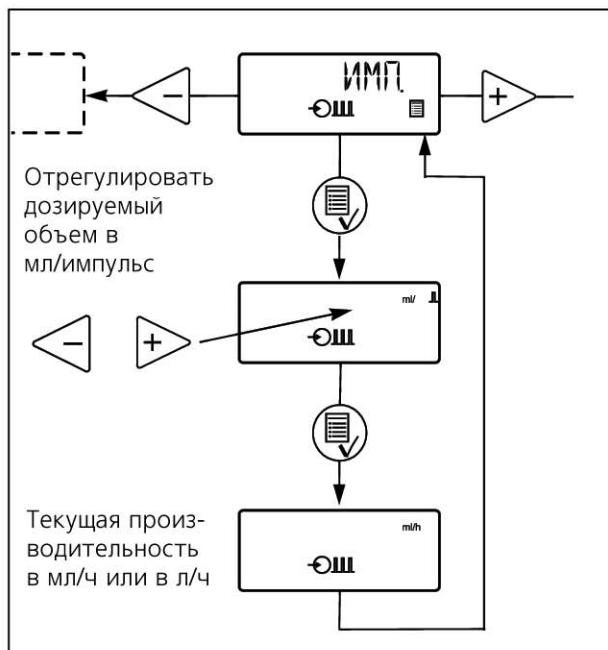 ИМП.
Отрегулировать
дозируемый
объем в
мл/импульс
ml/
Текущая произ-
водительность
в мл/ч или в л/ч
ml/h